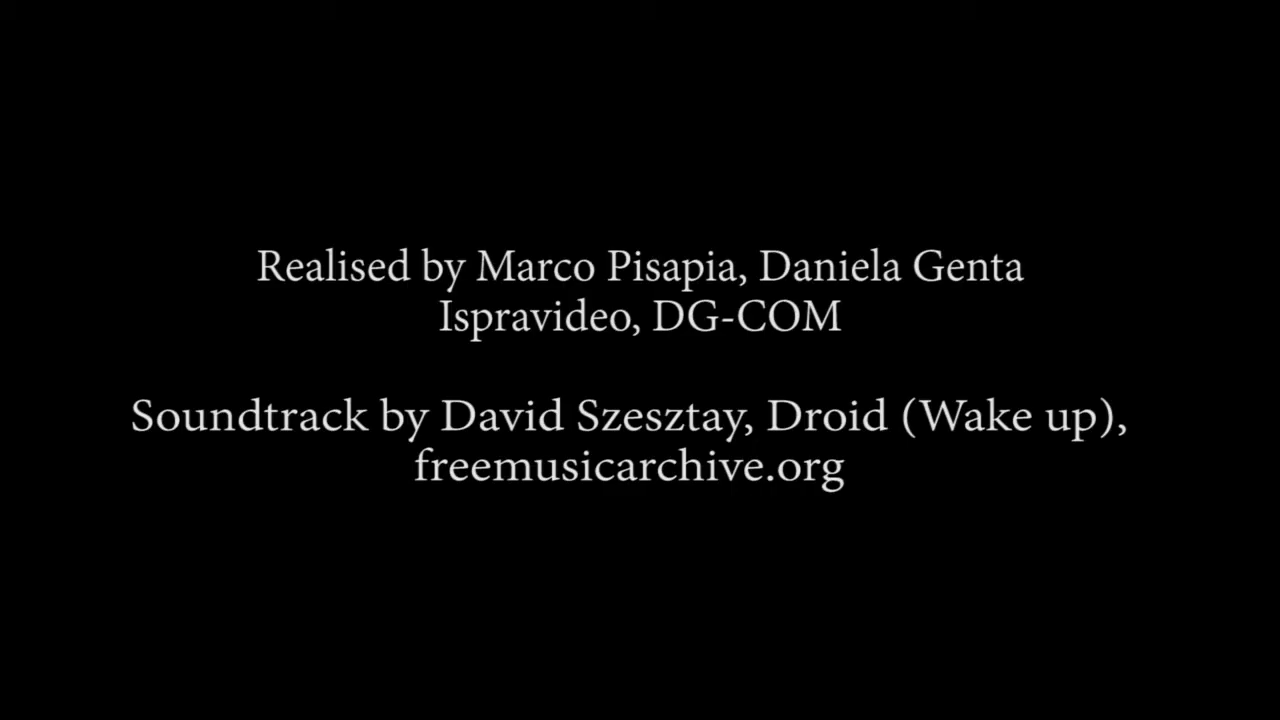 Realised by Marco Pisapia, Daniela Genta
Ispravideo, DG-COM
Soundtrack by David Szesztay, Droid (Wake up),
freemusicarchive.org